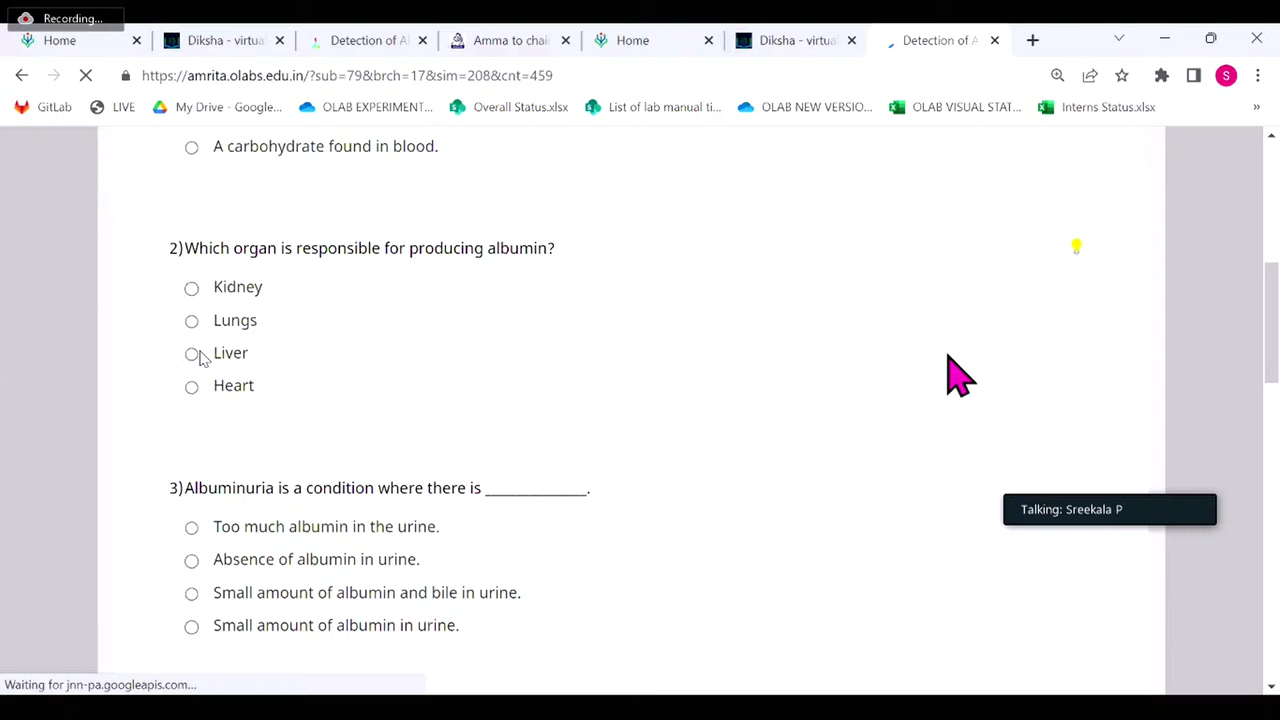 Recording...
Home
Diksha - virtua
Detection of Al
Amma to chai
Home
Diksha - virtua
Detection of A
https://amrita.olabs.edu.in/?sub=79&brch=17&sim=208&cnt=459
S
GitLab
LIVE
My Drive - Google...
OLAB EXPERIMENT...
Overall Status.xlsx
List of lab manual ti...
OLAB NEW VERSIO...
OLAB VISUAL STAT...
Interns Status.xlsx
»
A carbohydrate found in blood.
2)Which organ is responsible for producing albumin?
Kidney
Lungs
Liver
Heart
3)Albuminuria is a condition where there is _____________.
Talking: Sreekala P
Too much albumin in the urine.
Absence of albumin in urine.
Small amount of albumin and bile in urine.
Small amount of albumin in urine.
Waiting for jnn-pa.googleapis.com...